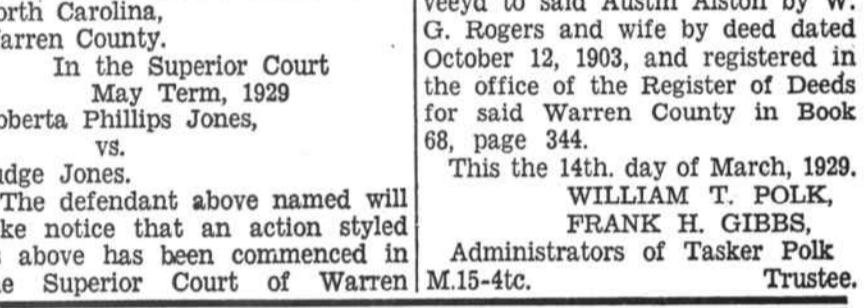 orth Carolina,
arren County.
In the Superior Court
May Term, 1929
oberta Phillips Jones,
vs.
dge Jones.
The defendant above named will
ke notice that an action styled
above has been commenced in
e Superior Court of Warren
veeyd to said Austin Alston by W.
G. Rogers and wife by deed dated
October 12, 1903, and registered in
the office of the Register of Deeds
for said Warren County in Book
68, page 344.
This the 14th. day of March, 1929.
WILLIAM T. POLK,
FRANK H. GIBBS,
Administrators of Tasker Polk
M.15-4tc. Trustee.